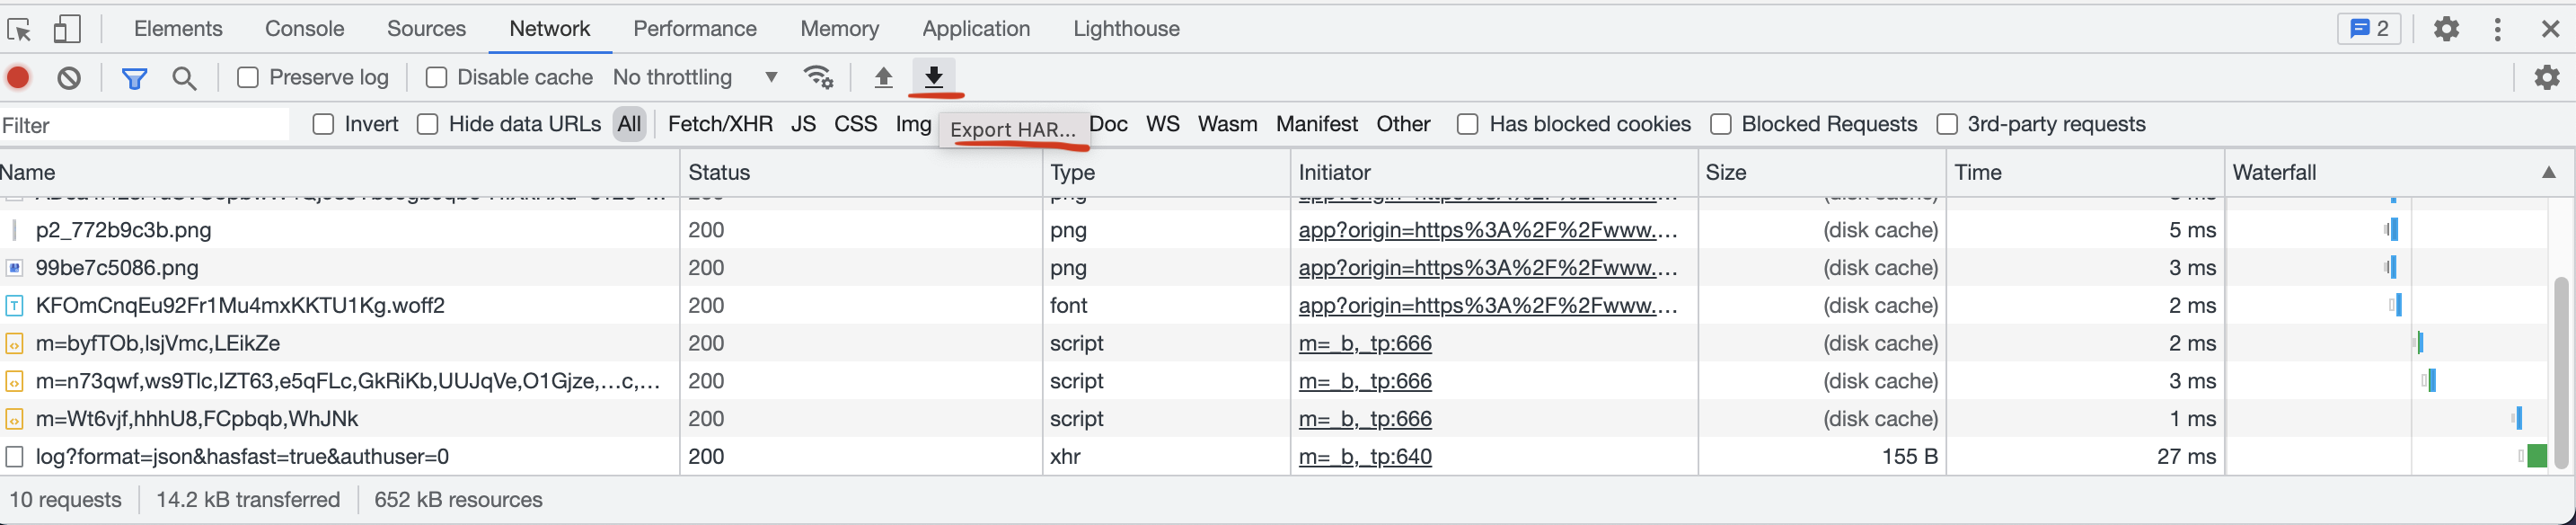 Elements Console Sources Network Performance Memory Application Lighthouse 2
Preserve log Disable cache No throttling
Filter Invert Hide data URLs All Fetch/XHR JS CSS Img Export HAR... Doc WS Wasm Manifest Other Has blocked cookies Blocked Requests 3rd-party requests
Name Status Type Initiator Size Time Waterfall
p2_772b9c3b.png 200 png app?origin=https%3A%2F%2Fwww.… (disk cache) 5 ms
99be7c5086.png 200 png app?origin=https%3A%2F%2Fwww.… (disk cache) 3 ms
KFOmCnqEu92Fr1Mu4mxKKTU1Kg.woff2 200 font app?origin=https%3A%2F%2Fwww.… (disk cache) 2 ms
m=byfTOb,lsjVmc,LEikZe 200 script m=_b,_tp:666 (disk cache) 2 ms
m=n73qwf,ws9Tlc,IZT63,e5qFLc,GkRiKb,UUJqVe,O1Gjze,…c,… 200 script m=_b,_tp:666 (disk cache) 3 ms
m=Wt6vjf,hhhU8,FCpbqb,WhJNk 200 script m=_b,_tp:666 (disk cache) 1 ms
log?format=json&hasfast=true&authuser=0 200 xhr m=_b,_tp:640 155 B 27 ms
10 requests 14.2 kB transferred 652 kB resources